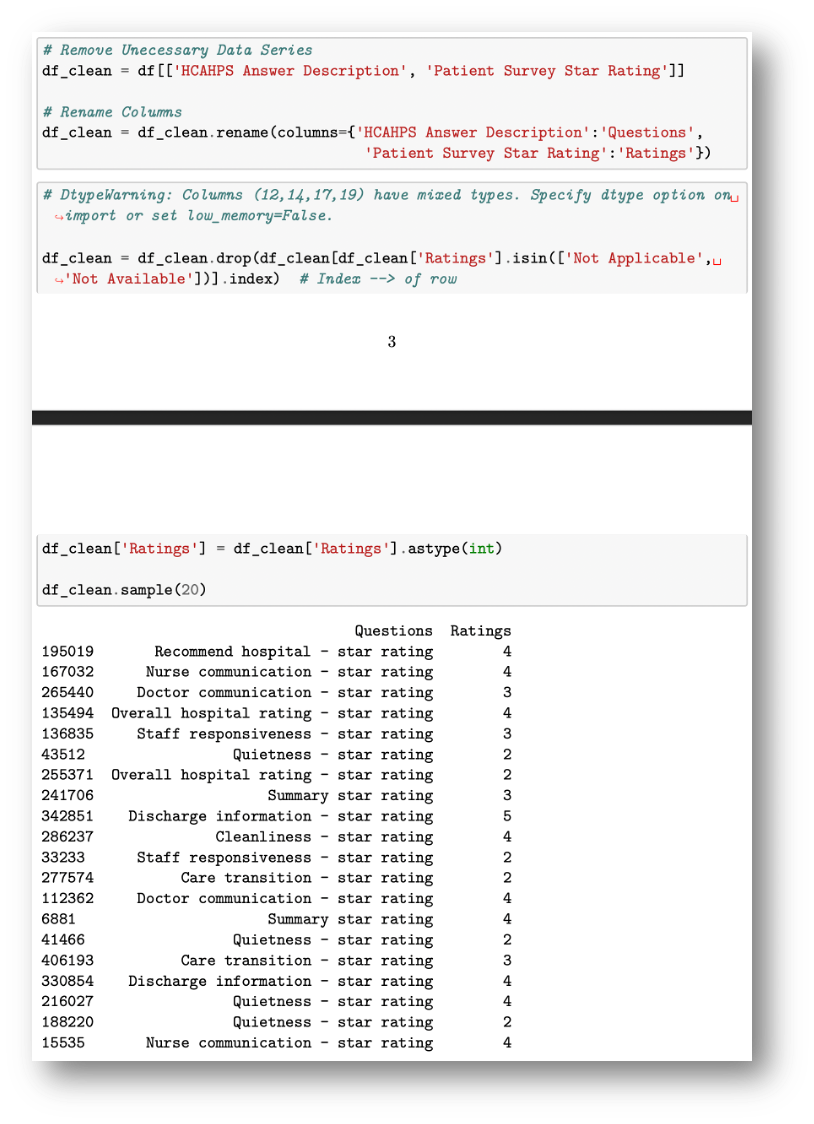 # Remove Unecessary Data Series
df_clean = df[['HCAHPS Answer Description', 'Patient Survey Star Rating']]
# Rename Columns
df_clean = df_clean.rename(columns={'HCAHPS Answer Description':'Questions',
'Patient Survey Star Rating':'Ratings'})
# DtypeWarning: Columns (12,14,17,19) have mixed types. Specify dtype option on␣
↪import or set low_memory=False.
df_clean = df_clean.drop(df_clean[df_clean['Ratings'].isin(['Not Applicable',␣
↪'Not Available'])].index)  # Index --> of row
3
df_clean['Ratings'] = df_clean['Ratings'].astype(int)
df_clean.sample(20)
Questions Ratings
195019 Recommend hospital - star rating 4
167032 Nurse communication - star rating 4
265440 Doctor communication - star rating 3
135494 Overall hospital rating - star rating 4
136835 Staff responsiveness - star rating 3
43512 Quietness - star rating 2
255371 Overall hospital rating - star rating 2
241706 Summary star rating 3
342851 Discharge information - star rating 5
286237 Cleanliness - star rating 4
33233 Staff responsiveness - star rating 2
277574 Care transition - star rating 2
112362 Doctor communication - star rating 4
6881 Summary star rating 4
41466 Quietness - star rating 2
406193 Care transition - star rating 3
330854 Discharge information - star rating 4
216027 Quietness - star rating 4
188220 Quietness - star rating 2
15535 Nurse communication - star rating 4